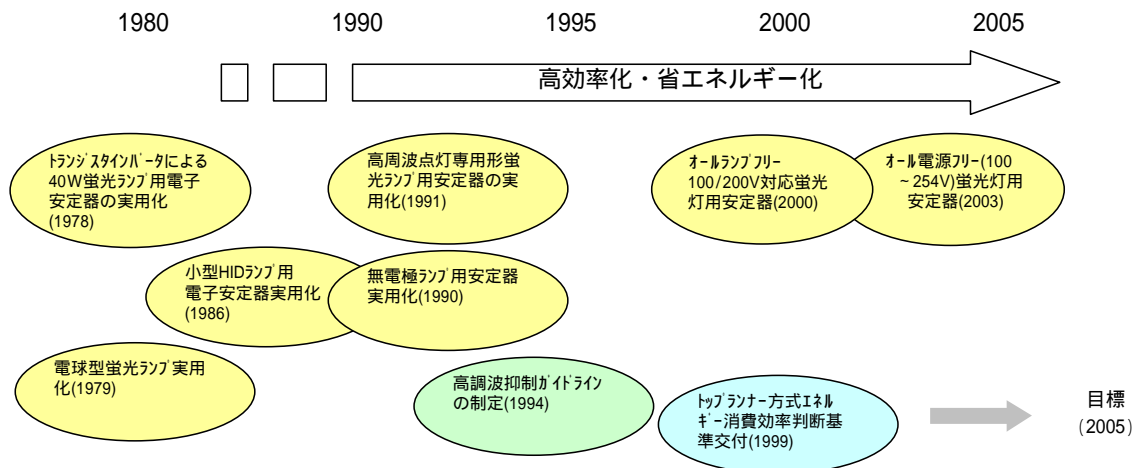 1980 1990 1995 2000 2005
高効率化・省エネルギー化
ﾄﾗﾝｼﾞｽﾀｲﾝﾊﾞｰﾀによる
40W蛍光ﾗﾝﾌﾟ用電子
安定器の実用化
(1978)
高周波点灯専用形蛍
光ﾗﾝﾌﾟ用安定器の実
用化(1991)
ｵｰﾙﾗﾝﾌﾟﾌﾘｰ
100/200V対応蛍光
灯用安定器(2000)
ｵｰﾙ電源ﾌﾘｰ(100
~254V)蛍光灯用
安定器(2003)
小型HIDﾗﾝﾌﾟ用
電子安定器実用化
(1986)
無電極ﾗﾝﾌﾟ用安定器
実用化(1990)
電球型蛍光ﾗﾝﾌﾟ実用
化(1979)
高調波抑制ｶﾞｲﾄﾞﾗｲﾝ
の制定(1994)
ﾄｯﾌﾟﾗﾝﾅｰ方式ｴﾈﾙ
ｷﾞｰ消費効率判断基
準交付(1999)
目標
(2005)